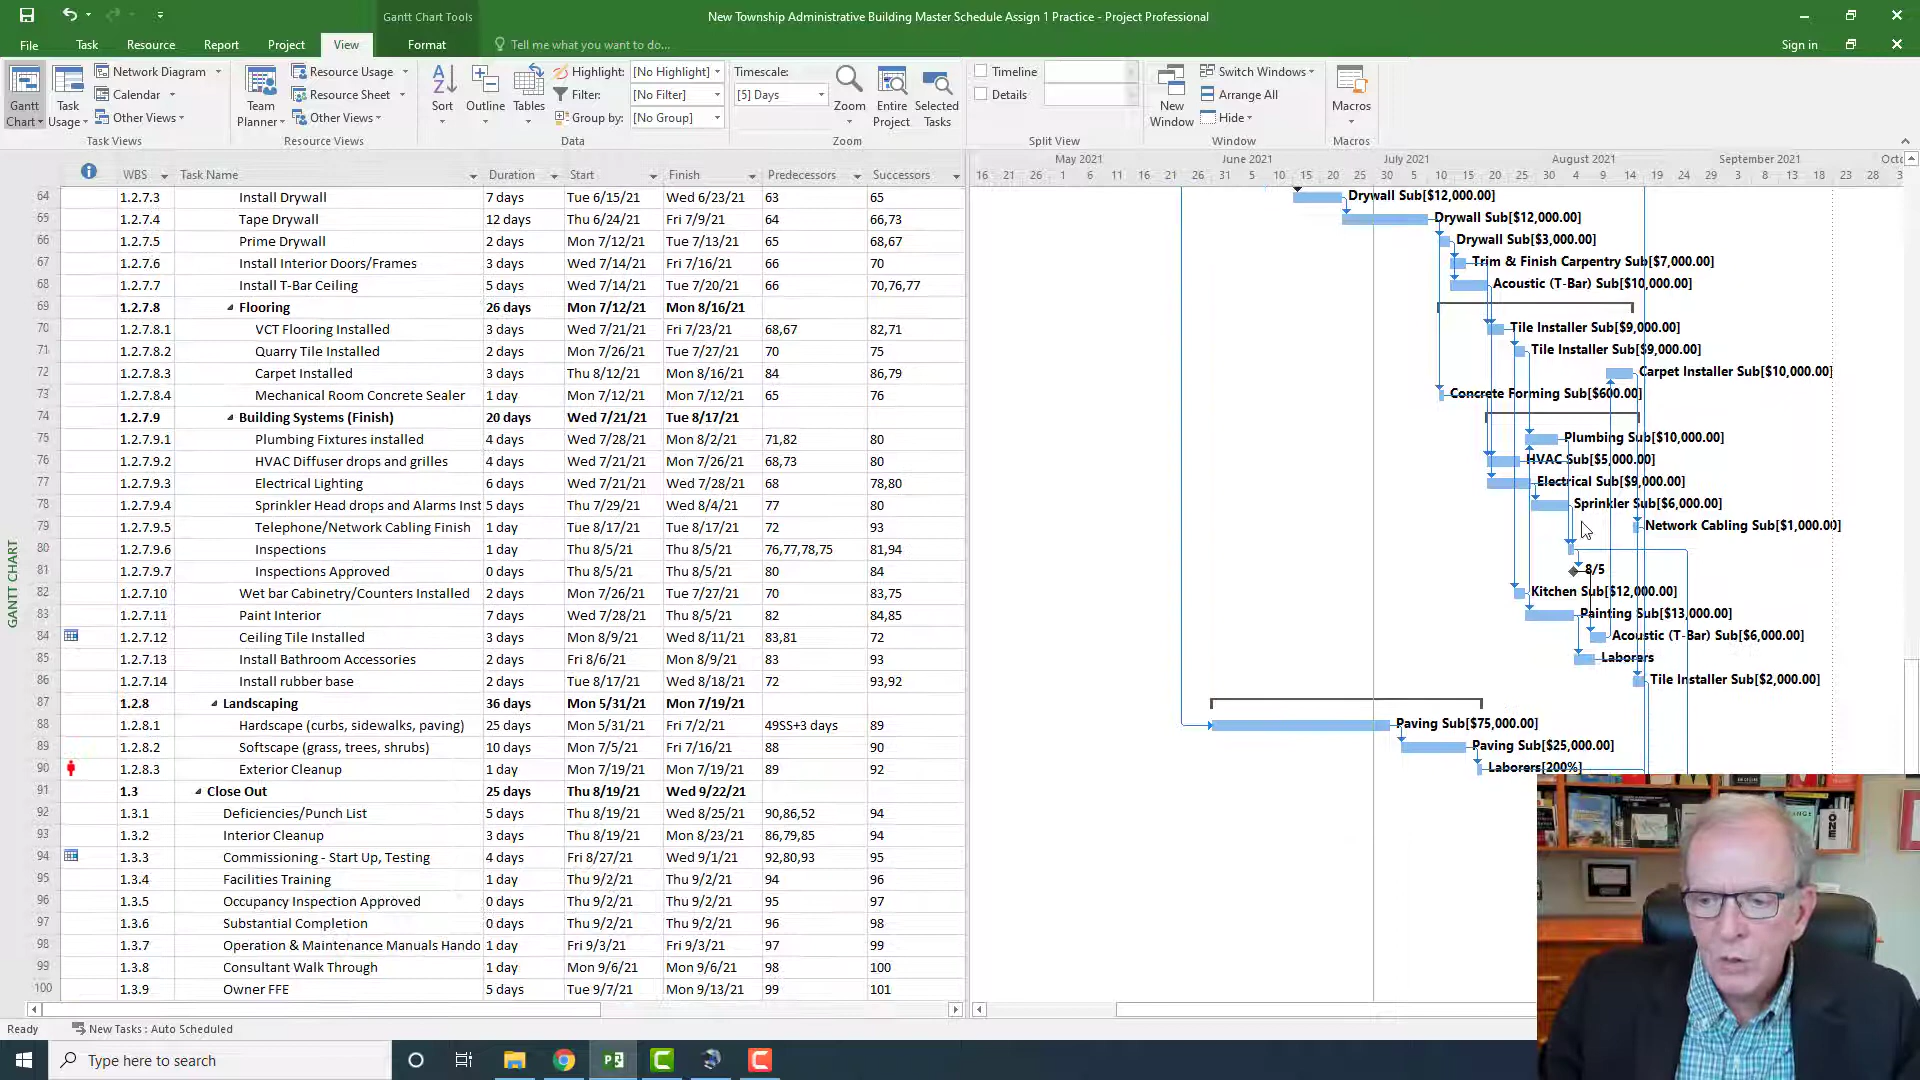 Gantt Chart Tools
New Township Administrative Building Master Schedule Assign 1 Practice - Project Professional
File Task Resource Report Project View Format Tell me what you want to do... Sign in
Gantt Chart Task Usage Network Diagram Calendar Other Views Task Views
Team Planner Resource Usage Resource Sheet Other Views Resource Views
Sort Outline Tables Highlight: [No Highlight] Filter: [No Filter] Group by: [No Group] Data
Timescale: [5] Days Zoom Entire Project Selected Tasks Zoom
Timeline Details Split View
New Window Switch Windows Arrange All Hide Window
Macros Macros
May 2021 June 2021 July 2021 August 2021 September 2021
WBS Task Name Duration Start Finish Predecessors Successors
16 21 26 1 6 11 16 21 26 31 5 10 15 20 25 30 5 10 15 20 25 30 4 9 14 19 24 29 3 8 13 18 23 28 3
64 1.2.7.3 Install Drywall 7 days Tue 6/15/21 Wed 6/23/21 63 65 Drywall Sub[$12,000.00]
65 1.2.7.4 Tape Drywall 12 days Thu 6/24/21 Fri 7/9/21 64 66,73 Drywall Sub[$12,000.00]
66 1.2.7.5 Prime Drywall 2 days Mon 7/12/21 Tue 7/13/21 65 68,67 Drywall Sub[$3,000.00]
67 1.2.7.6 Install Interior Doors/Frames 3 days Wed 7/14/21 Fri 7/16/21 66 70 Trim & Finish Carpentry Sub[$7,000.00]
68 1.2.7.7 Install T-Bar Ceiling 5 days Wed 7/14/21 Tue 7/20/21 66 70,76,77 Acoustic (T-Bar) Sub[$10,000.00]
69 1.2.7.8 Flooring 26 days Mon 7/12/21 Mon 8/16/21
70 1.2.7.8.1 VCT Flooring Installed 3 days Wed 7/21/21 Fri 7/23/21 68,67 82,71 Tile Installer Sub[$9,000.00]
71 1.2.7.8.2 Quarry Tile Installed 2 days Mon 7/26/21 Tue 7/27/21 70 75 Tile Installer Sub[$9,000.00]
72 1.2.7.8.3 Carpet Installed 3 days Thu 8/12/21 Mon 8/16/21 84 86,79 Carpet Installer Sub[$10,000.00]
73 1.2.7.8.4 Mechanical Room Concrete Sealer 1 day Mon 7/12/21 Mon 7/12/21 65 76 Concrete Forming Sub[$600.00]
74 1.2.7.9 Building Systems (Finish) 20 days Wed 7/21/21 Tue 8/17/21
75 1.2.7.9.1 Plumbing Fixtures installed 4 days Wed 7/28/21 Mon 8/2/21 71,82 80 Plumbing Sub[$10,000.00]
76 1.2.7.9.2 HVAC Diffuser drops and grilles 4 days Wed 7/21/21 Mon 7/26/21 68,73 80 HVAC Sub[$5,000.00]
77 1.2.7.9.3 Electrical Lighting 6 days Wed 7/21/21 Wed 7/28/21 68 78,80 Electrical Sub[$9,000.00]
78 1.2.7.9.4 Sprinkler Head drops and Alarms Inst 5 days Thu 7/29/21 Wed 8/4/21 77 80 Sprinkler Sub[$6,000.00]
79 1.2.7.9.5 Telephone/Network Cabling Finish 1 day Tue 8/17/21 Tue 8/17/21 72 93 Network Cabling Sub[$1,000.00]
80 1.2.7.9.6 Inspections 1 day Thu 8/5/21 Thu 8/5/21 76,77,78,75 81,94
81 1.2.7.9.7 Inspections Approved 0 days Thu 8/5/21 Thu 8/5/21 80 84 8/5
82 1.2.7.10 Wet bar Cabinetry/Counters Installed 2 days Mon 7/26/21 Tue 7/27/21 70 83,75 Kitchen Sub[$12,000.00]
83 1.2.7.11 Paint Interior 7 days Wed 7/28/21 Thu 8/5/21 82 84,85 Painting Sub[$13,000.00]
84 1.2.7.12 Ceiling Tile Installed 3 days Mon 8/9/21 Wed 8/11/21 83,81 72 Acoustic (T-Bar) Sub[$6,000.00]
85 1.2.7.13 Install Bathroom Accessories 2 days Fri 8/6/21 Mon 8/9/21 83 93 Laborers
86 1.2.7.14 Install rubber base 2 days Tue 8/17/21 Wed 8/18/21 72 93,92 Tile Installer Sub[$2,000.00]
87 1.2.8 Landscaping 36 days Mon 5/31/21 Mon 7/19/21
88 1.2.8.1 Hardscape (curbs, sidewalks, paving) 25 days Mon 5/31/21 Fri 7/2/21 49SS+3 days 89 Paving Sub[$75,000.00]
89 1.2.8.2 Softscape (grass, trees, shrubs) 10 days Mon 7/5/21 Fri 7/16/21 88 90 Paving Sub[$25,000.00]
90 1.2.8.3 Exterior Cleanup 1 day Mon 7/19/21 Mon 7/19/21 89 92 Laborers[200%]
91 1.3 Close Out 25 days Thu 8/19/21 Wed 9/22/21
92 1.3.1 Deficiencies/Punch List 5 days Thu 8/19/21 Wed 8/25/21 90,86,52 94
93 1.3.2 Interior Cleanup 3 days Thu 8/19/21 Mon 8/23/21 86,79,85 94
94 1.3.3 Commissioning - Start Up, Testing 4 days Fri 8/27/21 Wed 9/1/21 92,80,93 95
95 1.3.4 Facilities Training 1 day Thu 9/2/21 Thu 9/2/21 94 96
96 1.3.5 Occupancy Inspection Approved 0 days Thu 9/2/21 Thu 9/2/21 95 97
97 1.3.6 Substantial Completion 0 days Thu 9/2/21 Thu 9/2/21 96 98
98 1.3.7 Operation & Maintenance Manuals Hando 1 day Fri 9/3/21 Fri 9/3/21 97 99
99 1.3.8 Consultant Walk Through 1 day Mon 9/6/21 Mon 9/6/21 98 100
100 1.3.9 Owner FFE 5 days Tue 9/7/21 Mon 9/13/21 99 101
GANTT CHART
Ready New Tasks : Auto Scheduled
Type here to search